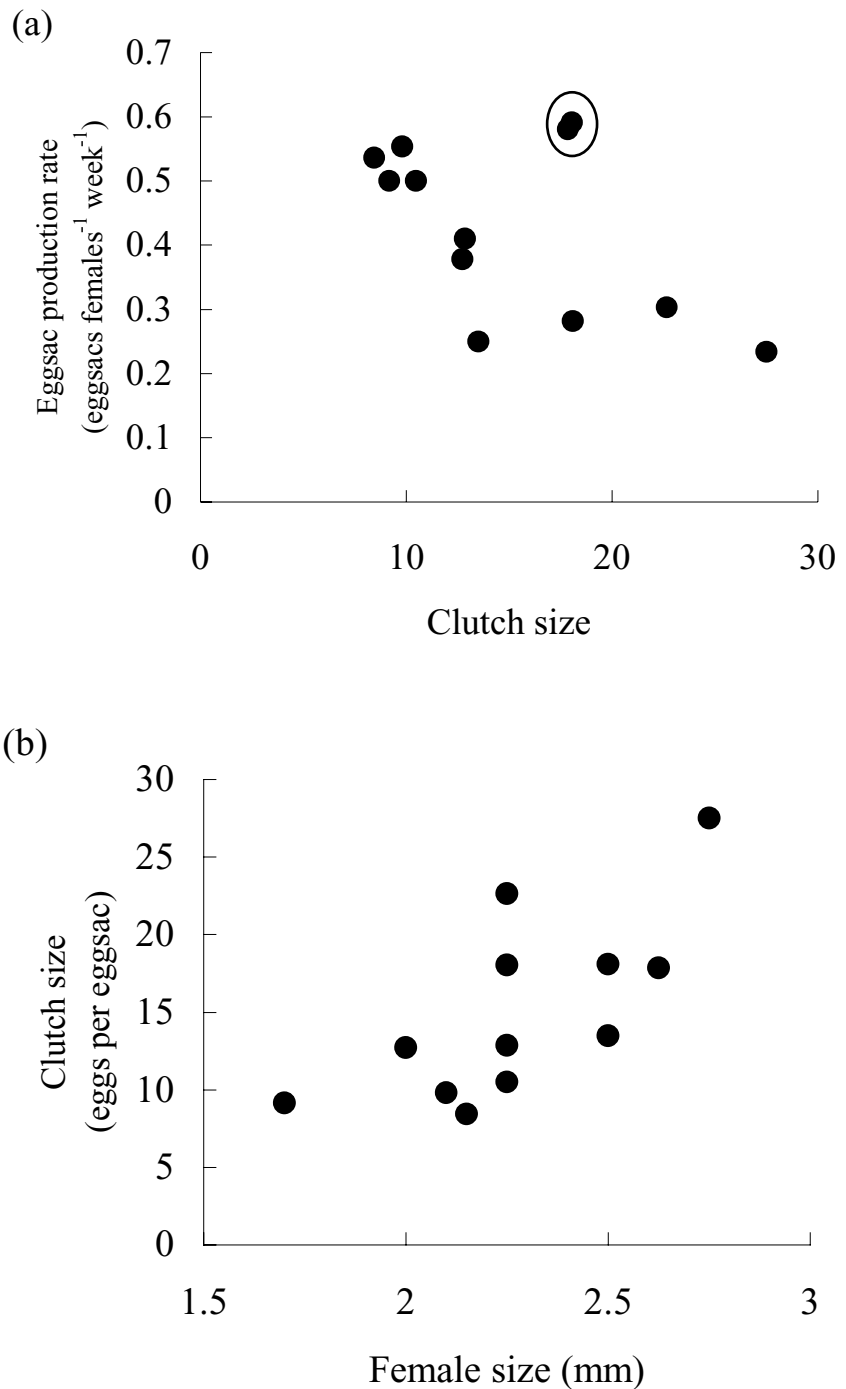 (a)
0.7
0.6
0.5
0.4
0.3
0.2
0.1
0
Eggsac production rate
(eggsacs females⁻¹ week⁻¹)
0 10 20 30
Clutch size
(b)
30
25
20
15
10
5
0
Clutch size
(eggs per eggsac)
1.5 2 2.5 3
Female size (mm)